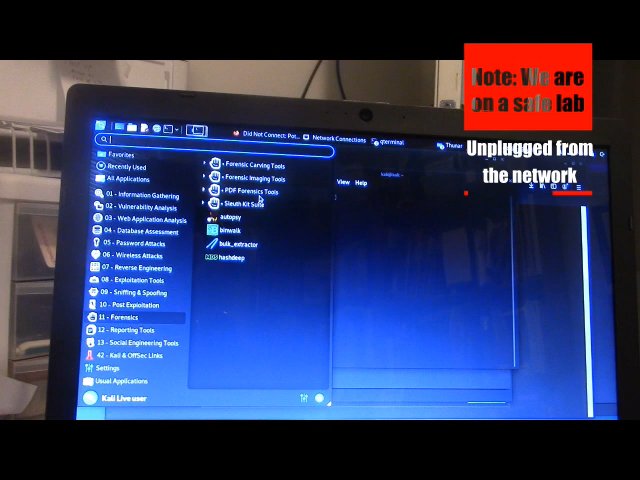 Note: We are
on a safe lab
Unplugged from
the network
Did Not Connect: Pot...
Network Connections
qterminal
Thunar
Favorites
Recently Used
All Applications
01 - Information Gathering
02 - Vulnerability Analysis
03 - Web Application Analysis
04 - Database Assessment
05 - Password Attacks
06 - Wireless Attacks
07 - Reverse Engineering
08 - Exploitation Tools
09 - Sniffing & Spoofing
10 - Post Exploitation
11 - Forensics
12 - Reporting Tools
13 - Social Engineering Tools
42 - Kali & OffSec Links
Settings
Usual Applications
Kali Live user
Forensic Carving Tools
Forensic Imaging Tools
PDF Forensics Tools
Sleuth Kit Suite
autopsy
binwalk
bulk_extractor
hashdeep
View Help